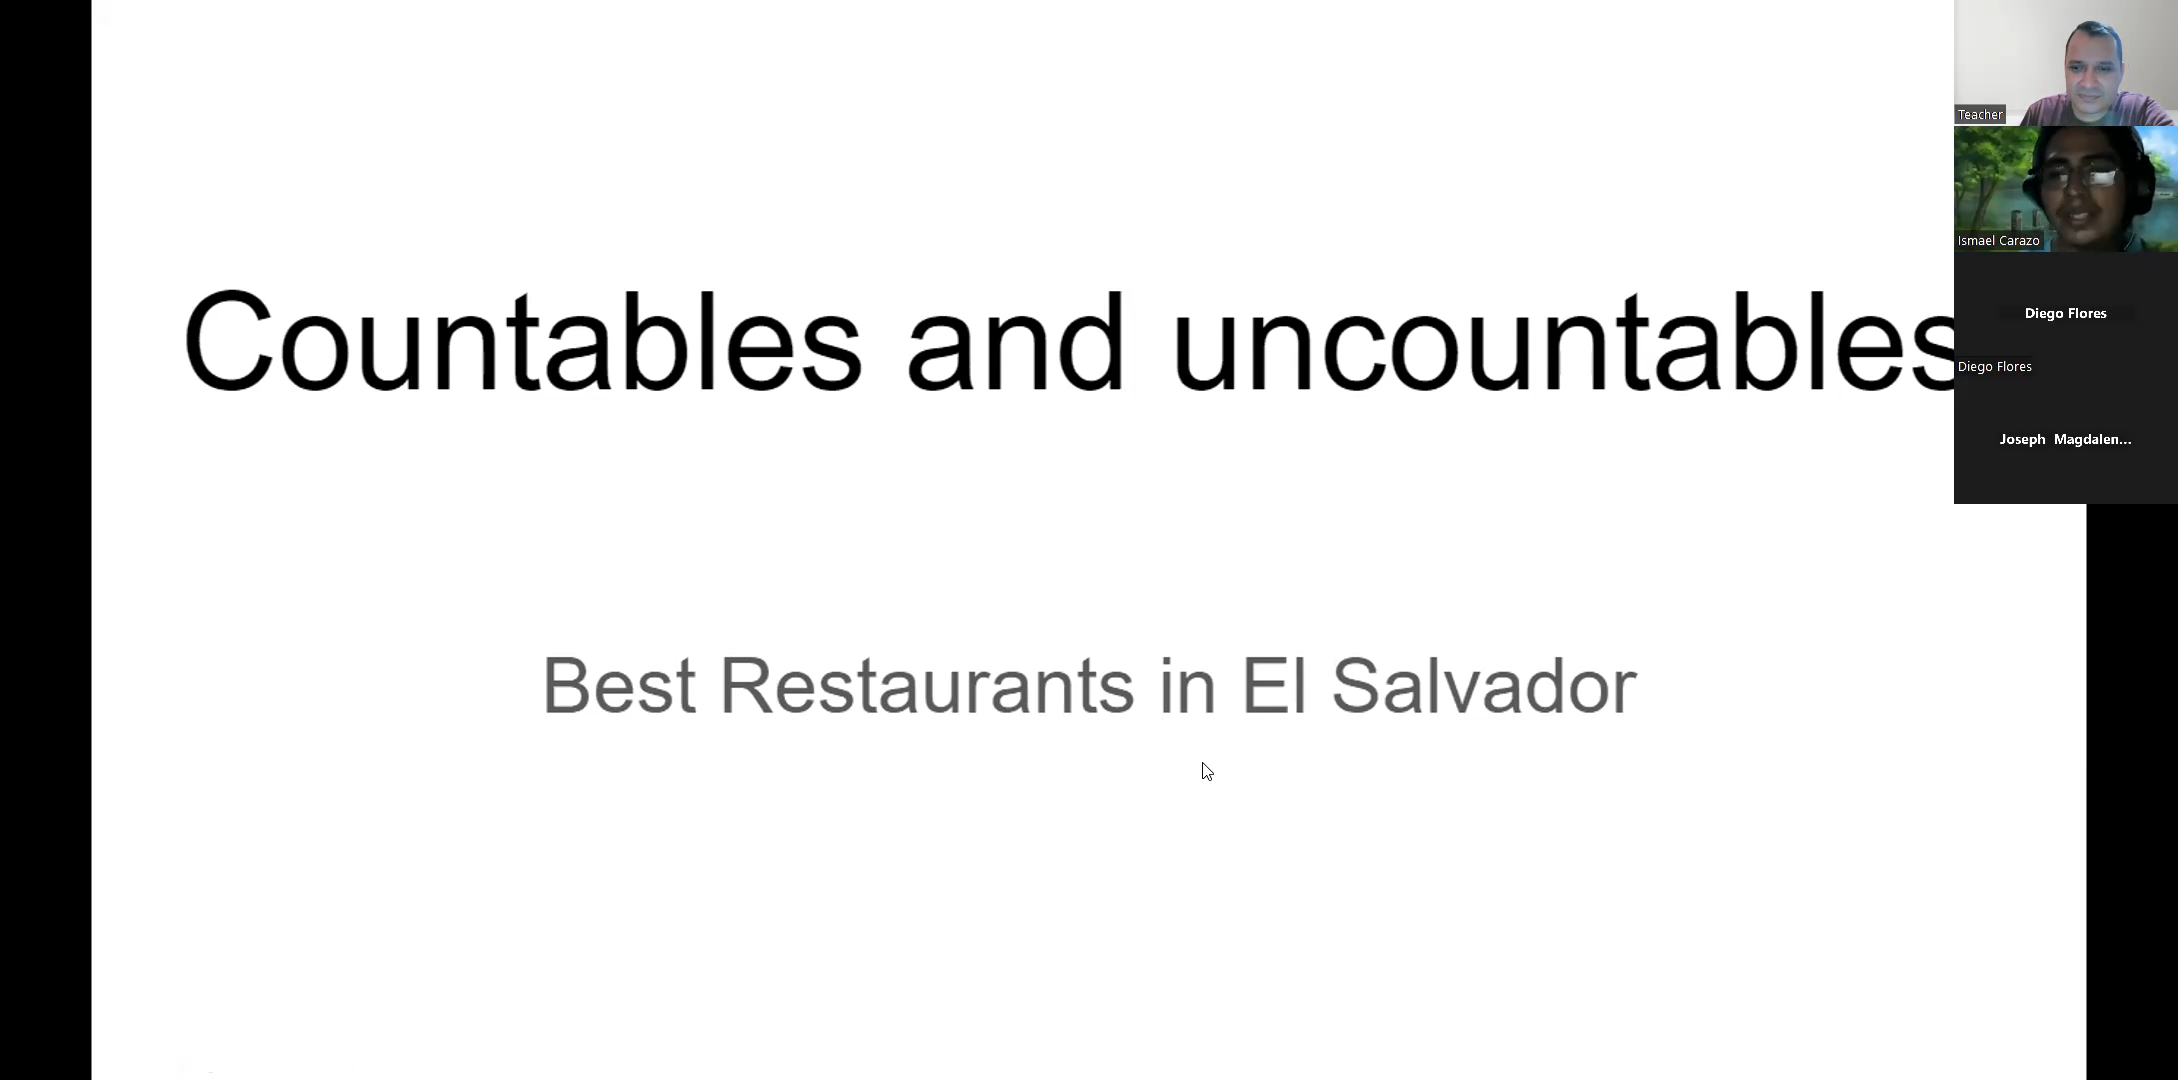 Countables and uncountables
Best Restaurants in El Salvador
Teacher
Ismael Carazo
Diego Flores
Diego Flores
Joseph Magdalen...